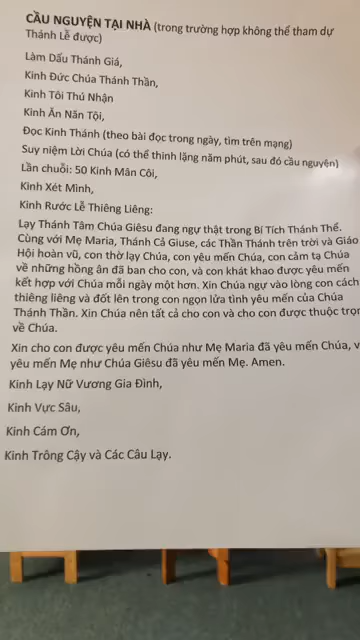 CẦU NGUYỆN TẠI NHÀ (trong trường hợp không thể tham dự
Thánh Lễ được)
Làm Dấu Thánh Giá,
Kinh Đức Chúa Thánh Thần,
Kinh Tôi Thú Nhận
Kinh Ăn Năn Tội,
Đọc Kinh Thánh (theo bài đọc trong ngày, tìm trên mạng)
Suy niệm Lời Chúa (có thể thinh lặng năm phút, sau đó cầu nguyện)
Lần chuỗi: 50 Kinh Mân Côi,
Kinh Xét Mình,
Kinh Rước Lễ Thiêng Liêng:
Lạy Thánh Tâm Chúa Giêsu đang ngự thật trong Bí Tích Thánh Thể.
Cùng với Mẹ Maria, Thánh Cả Giuse, các Thần Thánh trên trời và Giáo
Hội hoàn vũ, con thờ lạy Chúa, con yêu mến Chúa, con cảm tạ Chúa
về những hồng ân đã ban cho con, và con khát khao được yêu mến
kết hợp với Chúa mỗi ngày một hơn. Xin Chúa ngự vào lòng con cách
thiêng liêng và đốt lên trong con ngọn lửa tình yêu mến của Chúa
Thánh Thần. Xin Chúa nên tất cả cho con và cho con được thuộc trọn
về Chúa.
Xin cho con được yêu mến Chúa như Mẹ Maria đã yêu mến Chúa, v
yêu mến Mẹ như Chúa Giêsu đã yêu mến Mẹ. Amen.
Kinh Lạy Nữ Vương Gia Đình,
Kinh Vực Sâu,
Kinh Cám Ơn,
Kinh Trông Cậy và Các Câu Lạy.